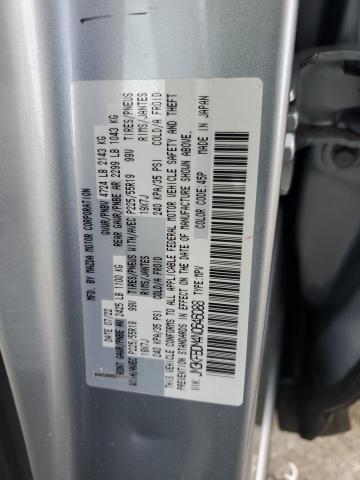 MFD. BY MAZDA MOTOR CORPORATION
GVWR/PNBV 4724 LB 2143 KG
DATE: 07/22
FRONT GAWR/PNBE AV 2425 LB 1100 KG
REAR GAWR/PNBE AR 2299 LB 1043 KG
WITH/AVEC P225/55R19 99V TIRES/PNEUS
WITH/AVEC P225/55R19 99V TIRES/PNEUS
19X7J RIMS/JANTES
19X7J RIMS/JANTES
240 KPA/35 PSI COLD/A FROID
240 KPA/35 PSI COLD/A FROID
THIS VEHICLE CONFORMS TO ALL APPLICABLE FEDERAL MOTOR VEHICLE SAFETY AND THEFT
PREVENTION STANDARDS IN EFFECT ON THE DATE OF MANUFACTURE SHOWN ABOVE.
TYPE: MPV
COLOR CODE: 45P
MADE IN JAPAN